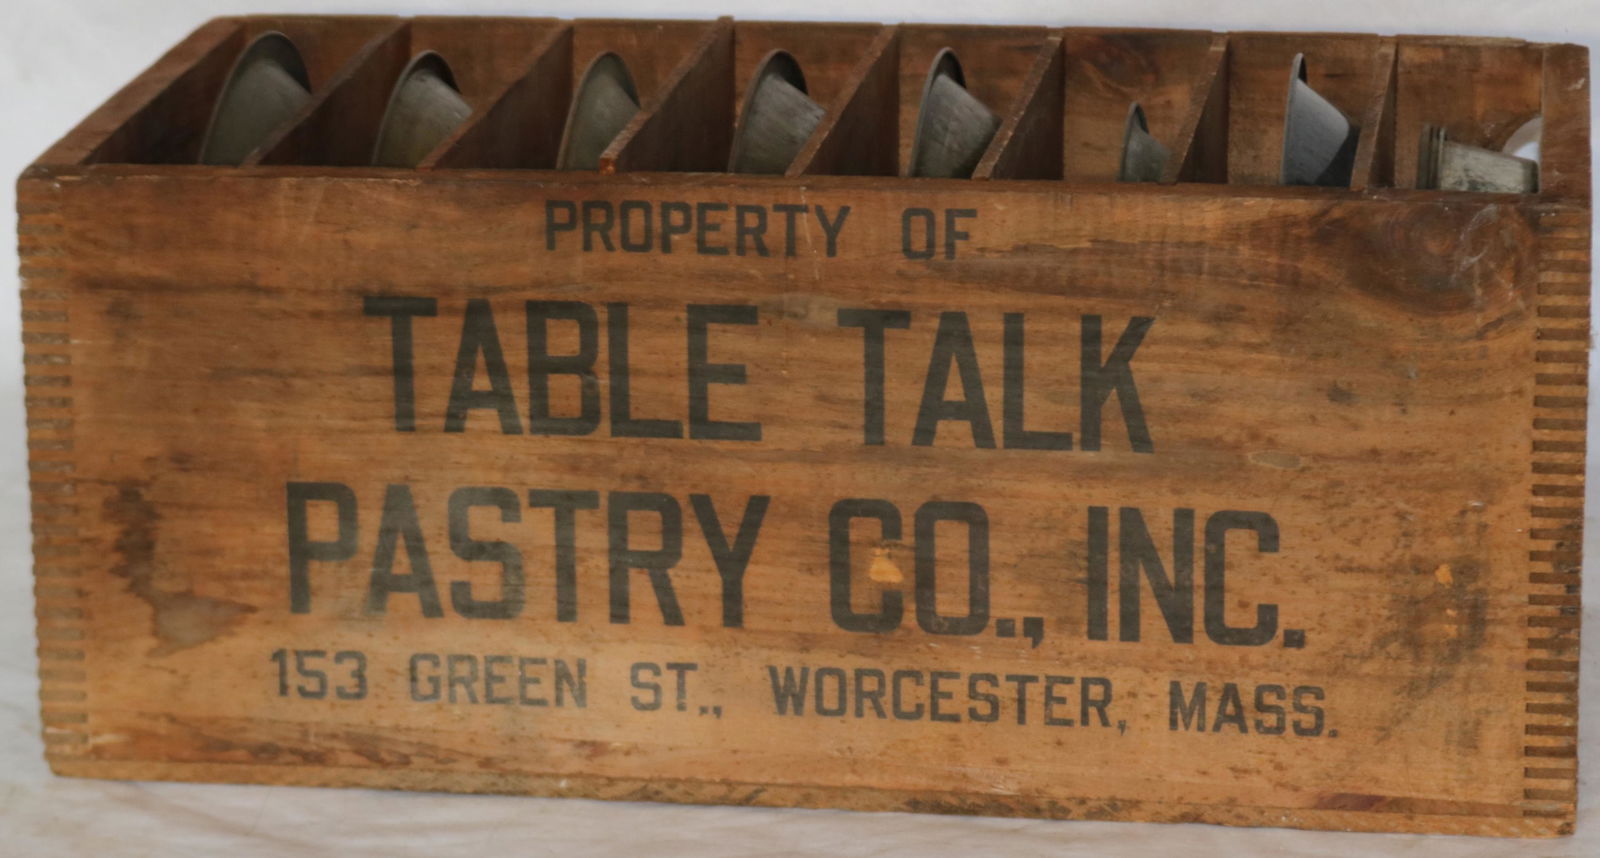 PROPERTY OF
TABLE TALK
PASTRY CO., INC.
153 GREEN ST., WORCESTER, MASS.